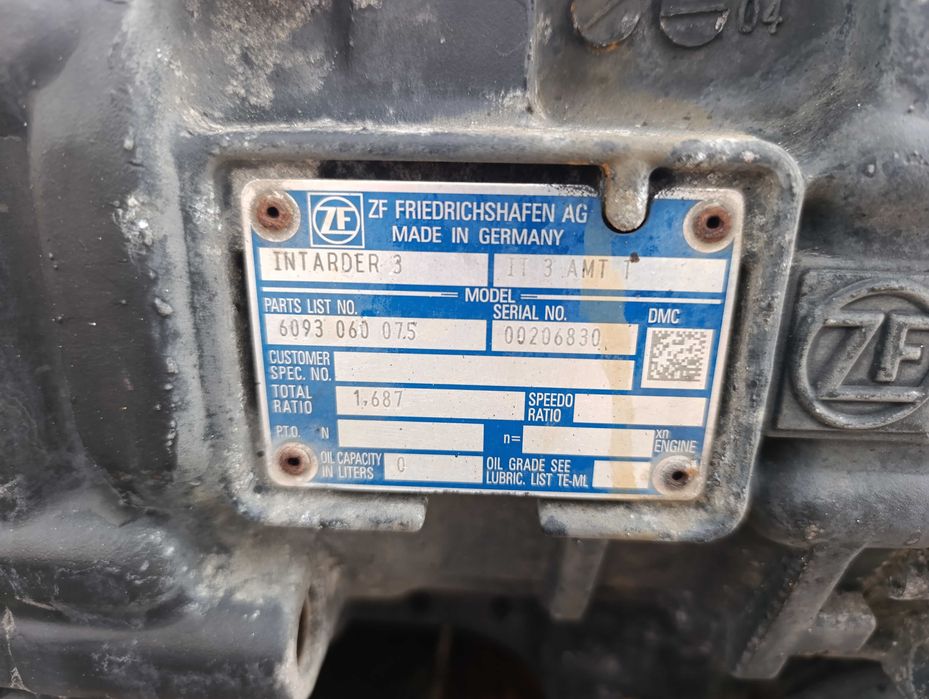 04
ZF
ZF FRIEDRICHSHAFEN AG
MADE IN GERMANY
INTARDER 3 IT 3 AMT T
MODEL
PARTS LIST NO. SERIAL NO. DMC
6093 060 075 00206830
CUSTOMER
SPEC. NO.
TOTAL
RATIO 1,687 SPEEDO
RATIO
P.T.O. N n= xn
ENGINE
OIL CAPACITY
IN LITERS 0 OIL GRADE SEE
LUBRIC. LIST TE-ML
ZF